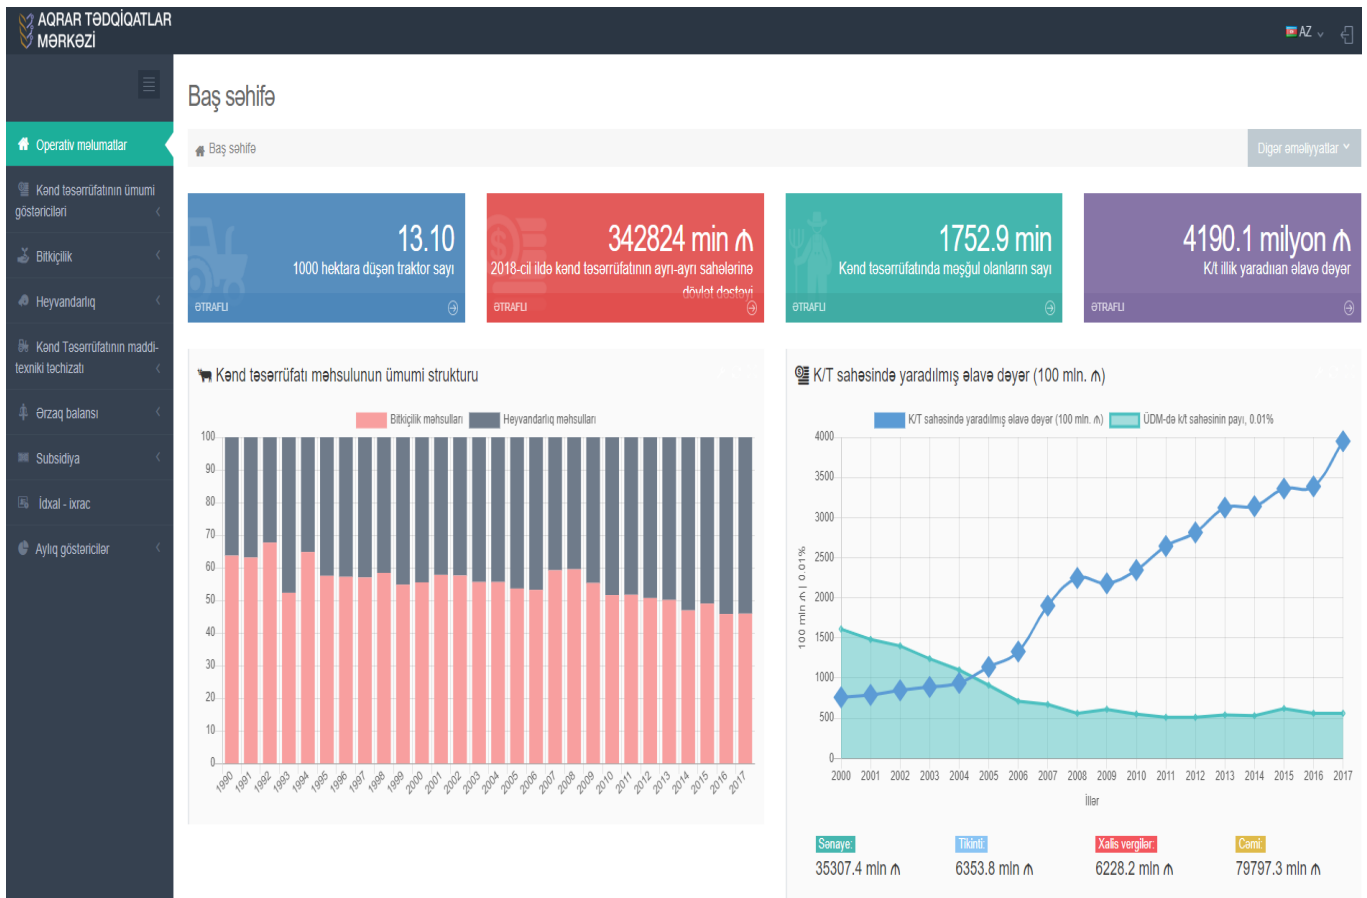 AQRAR TƏDQİQATLAR
MƏRKƏZİ
AZ
Baş səhifə
Operativ məlumatlar
Baş səhifə
Digər əməliyyatlar
Kənd təsərrüfatının ümumi
göstəriciləri
Bitkiçilik
Heyvandarlıq
Kənd Təsərrüfatının maddi-
texniki təchizatı
Ərzaq balansı
Subsidiya
İdxal - ixrac
Aylıq göstəricilər
13.10
1000 hektara düşən traktor sayı
ƏTRAFLI
342824 min ₼
2018-cil ildə kənd təsərrüfatının ayrı-ayrı sahələrinə
dövlət dəstəyi
ƏTRAFLI
1752.9 min
Kənd təsərrüfatında məşğul olanların sayı
ƏTRAFLI
4190.1 milyon ₼
K/t illik yaradııan əlavə dəyər
ƏTRAFLI
Kənd təsərrüfatı məhsulunun ümumi strukturu
Bitkiçilik məhsulları Heyvandarlıq məhsulları
100
90
80
70
60
50
40
30
20
10
0
1990 1991 1992 1993 1994 1995 1996 1997 1998 1999 2000 2001 2002 2003 2004 2005 2006 2007 2008 2009 2010 2011 2012 2013 2014 2015 2016 2017
K/T sahəsində yaradılmış əlavə dəyər (100 mln. ₼)
K/T sahəsində yaradılmış əlavə dəyər (100 mln. ₼) ÜDM-də k/t sahəsinin payı, 0.01%
100 mln ₼ | 0.01%
4000
3500
3000
2500
2000
1500
1000
500
0
2000 2001 2002 2003 2004 2005 2006 2007 2008 2009 2010 2011 2012 2013 2014 2015 2016 2017
İllər
Sənaye: Tikinti: Xalis vergilər: Cəmi:
35307.4 mln ₼ 6353.8 mln ₼ 6228.2 mln ₼ 79797.3 mln ₼